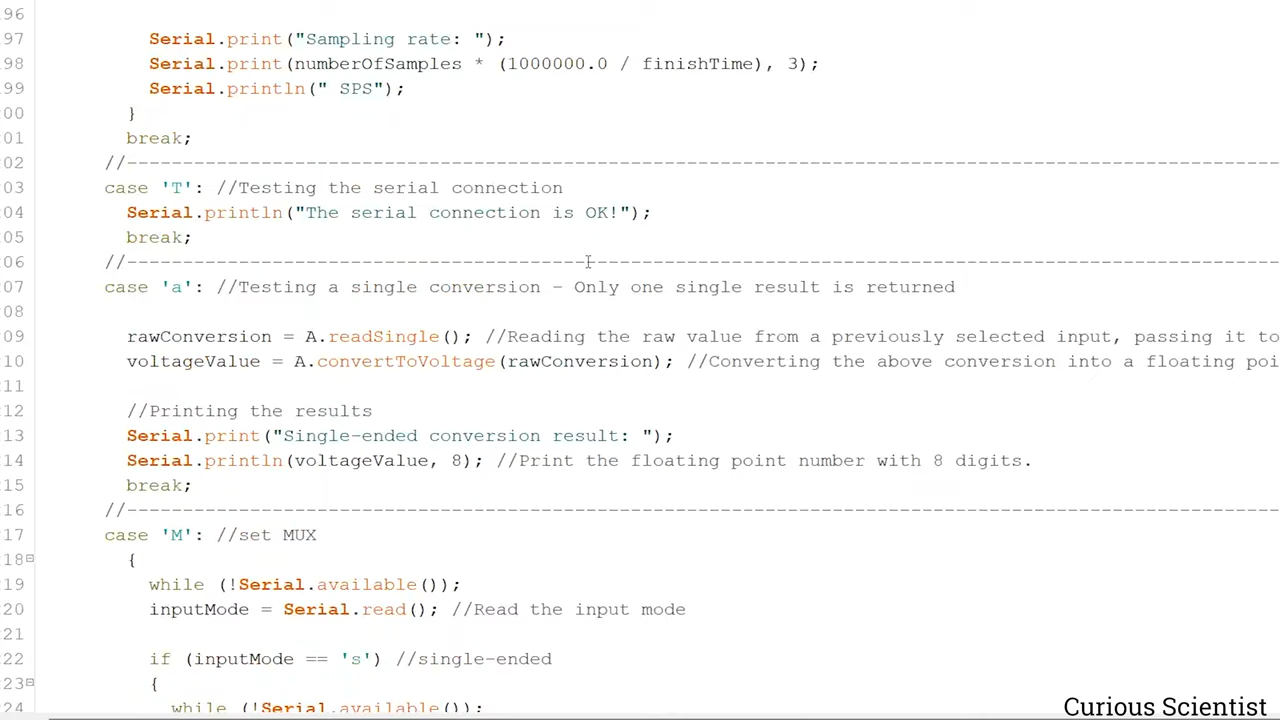 96
97 Serial.print("Sampling rate: ");
98 Serial.print(numberOfSamples * (1000000.0 / finishTime), 3);
99 Serial.println(" SPS");
00 }
01 break;
02 //--------------------------------------------------------------------------------------------------------
03 case 'T': //Testing the serial connection
04 Serial.println("The serial connection is OK!");
05 break;
06 //--------------------------------------------------------------------------------------------------------
07 case 'a': //Testing a single conversion - Only one single result is returned
08
09 rawConversion = A.readSingle(); //Reading the raw value from a previously selected input, passing it to
10 voltageValue = A.convertToVoltage(rawConversion); //Converting the above conversion into a floating poi
11
12 //Printing the results
13 Serial.print("Single-ended conversion result: ");
14 Serial.println(voltageValue, 8); //Print the floating point number with 8 digits.
15 break;
16 //--------------------------------------------------------------------------------------------------------
17 case 'M': //set MUX
18 {
19 while (!Serial.available());
20 inputMode = Serial.read(); //Read the input mode
21
22 if (inputMode == 's') //single-ended
23 {
24 while (!Serial.available());
Curious Scientist